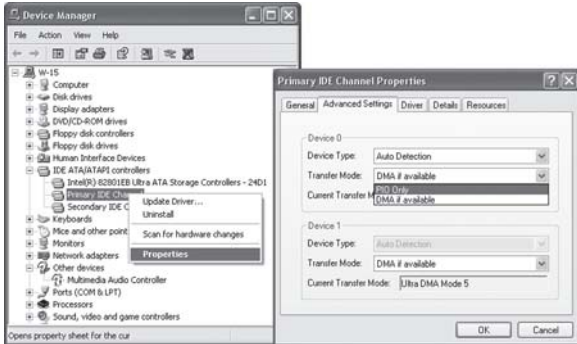 Device Manager
File Action View Help
W-15
Computer
Disk drives
Display adapters
DVD/CD-ROM drives
Floppy disk controllers
Floppy disk drives
Human Interface Devices
IDE ATA/ATAPI controllers
Intel(R) 82801EB Ultra ATA Storage Controllers - 24D1
Primary IDE Chan
Secondary IDE C
Keyboards
Mice and other point
Monitors
Network adapters
Other devices
Multimedia Audio Controller
Ports (COM & LPT)
Processors
Sound, video and game controllers
Opens property sheet for the cur
Update Driver...
Uninstall
Scan for hardware changes
Properties
Primary IDE Channel Properties
General Advanced Settings Driver Details Resources
Device 0
Device Type: Auto Detection
Transfer Mode: DMA if available
PIO Only
Current Transfer M DMA if available
Device 1
Device Type: Auto Detection
Transfer Mode: DMA if available
Current Transfer Mode: Ultra DMA Mode 5
OK Cancel